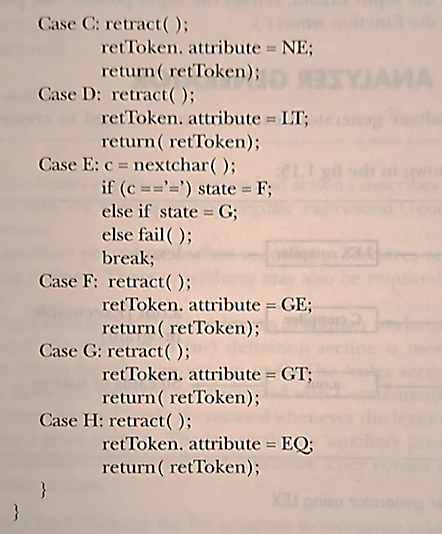 Case C: retract( );
retToken. attribute = NE;
return( retToken);
Case D: retract( );
retToken. attribute = LT;
return( retToken);
Case E: c = nextchar( );
if (c =='=') state = F;
else if state = G;
else fail( );
break;
Case F: retract( );
retToken. attribute = GE;
return( retToken);
Case G: retract( );
retToken. attribute = GT;
return( retToken);
Case H: retract( );
retToken. attribute = EQ;
return( retToken);
}
}